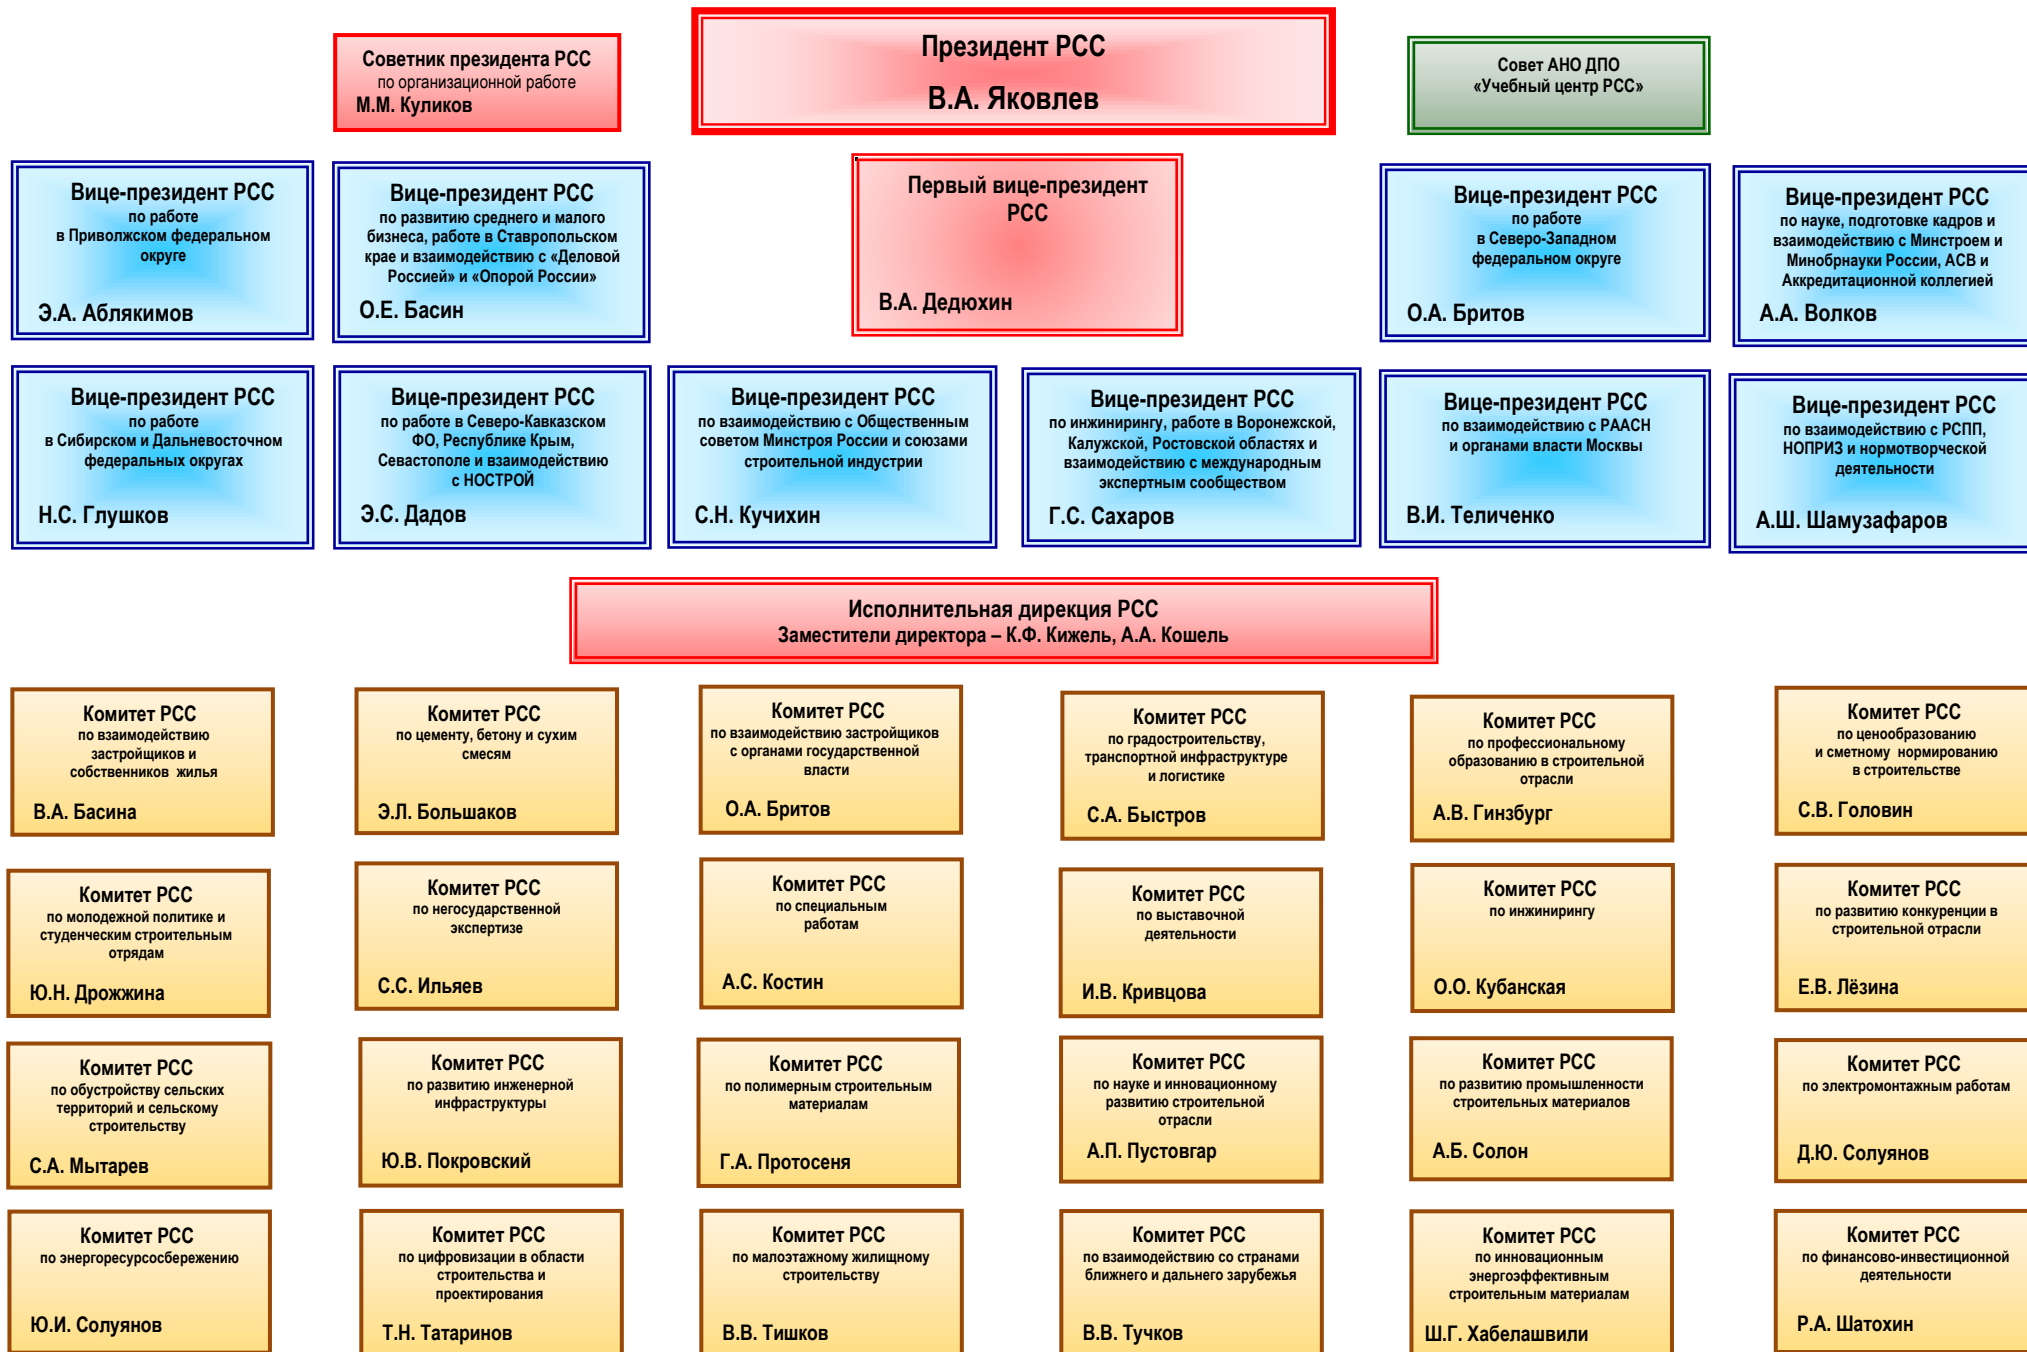 Советник президента РСС
по организационной работе
М.М. Куликов
Президент РСС
В.А. Яковлев
Совет АНО ДПО
«Учебный центр РСС»
Вице-президент РСС
по работе
в Приволжском федеральном
округе
Э.А. Аблякимов
Вице-президент РСС
по развитию среднего и малого
бизнеса, работе в Ставропольском
крае и взаимодействию с «Деловой
Россией» и «Опорой России»
О.Е. Басин
Первый вице-президент
РСС
В.А. Дедюхин
Вице-президент РСС
по работе
в Северо-Западном
федеральном округе
О.А. Бритов
Вице-президент РСС
по науке, подготовке кадров и
взаимодействию с Минстроем и
Минобрнауки России, АСВ и
Аккредитационной коллегией
А.А. Волков
Вице-президент РСС
по работе
в Сибирском и Дальневосточном
федеральных округах
Н.С. Глушков
Вице-президент РСС
по работе в Северо-Кавказском
ФО, Республике Крым,
Севастополе и взаимодействию
с НОСТРОЙ
Э.С. Дадов
Вице-президент РСС
по взаимодействию с Общественным
советом Минстроя России и союзами
строительной индустрии
С.Н. Кучихин
Вице-президент РСС
по инжинирингу, работе в Воронежской,
Калужской, Ростовской областях и
взаимодействию с международным
экспертным сообществом
Г.С. Сахаров
Вице-президент РСС
по взаимодействию с РААСН
и органами власти Москвы
В.И. Теличенко
Вице-президент РСС
по взаимодействию с РСПП,
НОПРИЗ и нормотворческой
деятельности
А.Ш. Шамузафаров
Исполнительная дирекция РСС
Заместители директора – К.Ф. Кижель, А.А. Кошель
Комитет РСС
по взаимодействию
застройщиков и
собственников жилья
В.А. Басина
Комитет РСС
по цементу, бетону и сухим
смесям
Э.Л. Большаков
Комитет РСС
по взаимодействию застройщиков
с органами государственной
власти
О.А. Бритов
Комитет РСС
по градостроительству,
транспортной инфраструктуре
и логистике
С.А. Быстров
Комитет РСС
по профессиональному
образованию в строительной
отрасли
А.В. Гинзбург
Комитет РСС
по ценообразованию
и сметному нормированию
в строительстве
С.В. Головин
Комитет РСС
по молодежной политике и
студенческим строительным
отрядам
Ю.Н. Дрожжина
Комитет РСС
по негосударственной
экспертизе
С.С. Ильяев
Комитет РСС
по специальным
работам
А.С. Костин
Комитет РСС
по выставочной
деятельности
И.В. Кривцова
Комитет РСС
по инжинирингу
О.О. Кубанская
Комитет РСС
по развитию конкуренции в
строительной отрасли
Е.В. Лёзина
Комитет РСС
по обустройству сельских
территорий и сельскому
строительству
С.А. Мытарев
Комитет РСС
по развитию инженерной
инфраструктуры
Ю.В. Покровский
Комитет РСС
по полимерным строительным
материалам
Г.А. Протосеня
Комитет РСС
по науке и инновационному
развитию строительной
отрасли
А.П. Пустовгар
Комитет РСС
по развитию промышленности
строительных материалов
А.Б. Солон
Комитет РСС
по электромонтажным работам
Д.Ю. Солуянов
Комитет РСС
по энергоресурсосбережению
Ю.И. Солуянов
Комитет РСС
по цифровизации в области
строительства и
проектирования
Т.Н. Татаринов
Комитет РСС
по малоэтажному жилищному
строительству
В.В. Тишков
Комитет РСС
по взаимодействию со странами
ближнего и дальнего зарубежья
В.В. Тучков
Комитет РСС
по инновационным
энергоэффективным
строительным материалам
Ш.Г. Хабелашвили
Комитет РСС
по финансово-инвестиционной
деятельности
Р.А. Шатохин